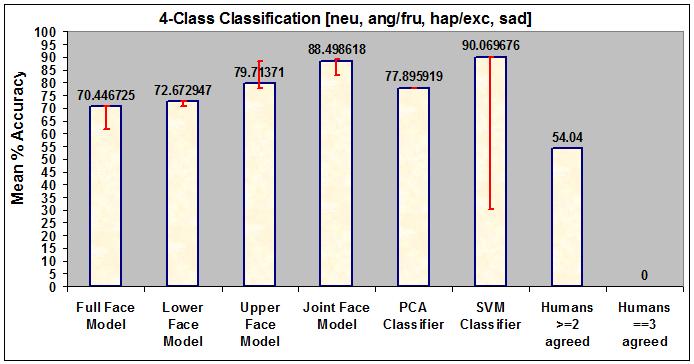 4-Class Classification [neu, ang/fru, hap/exc, sad]
Mean % Accuracy
100
95
90
85
80
75
70
65
60
55
50
45
40
35
30
25
20
15
10
5
0
70.446725
72.672947
79.71371
88.498618
77.895919
90.069676
54.04
0
Full Face
Model
Lower
Face Model
Upper
Face Model
Joint Face
Model
PCA
Classifier
SVM
Classifier
Humans
>=2
agreed
Humans
==3
agreed